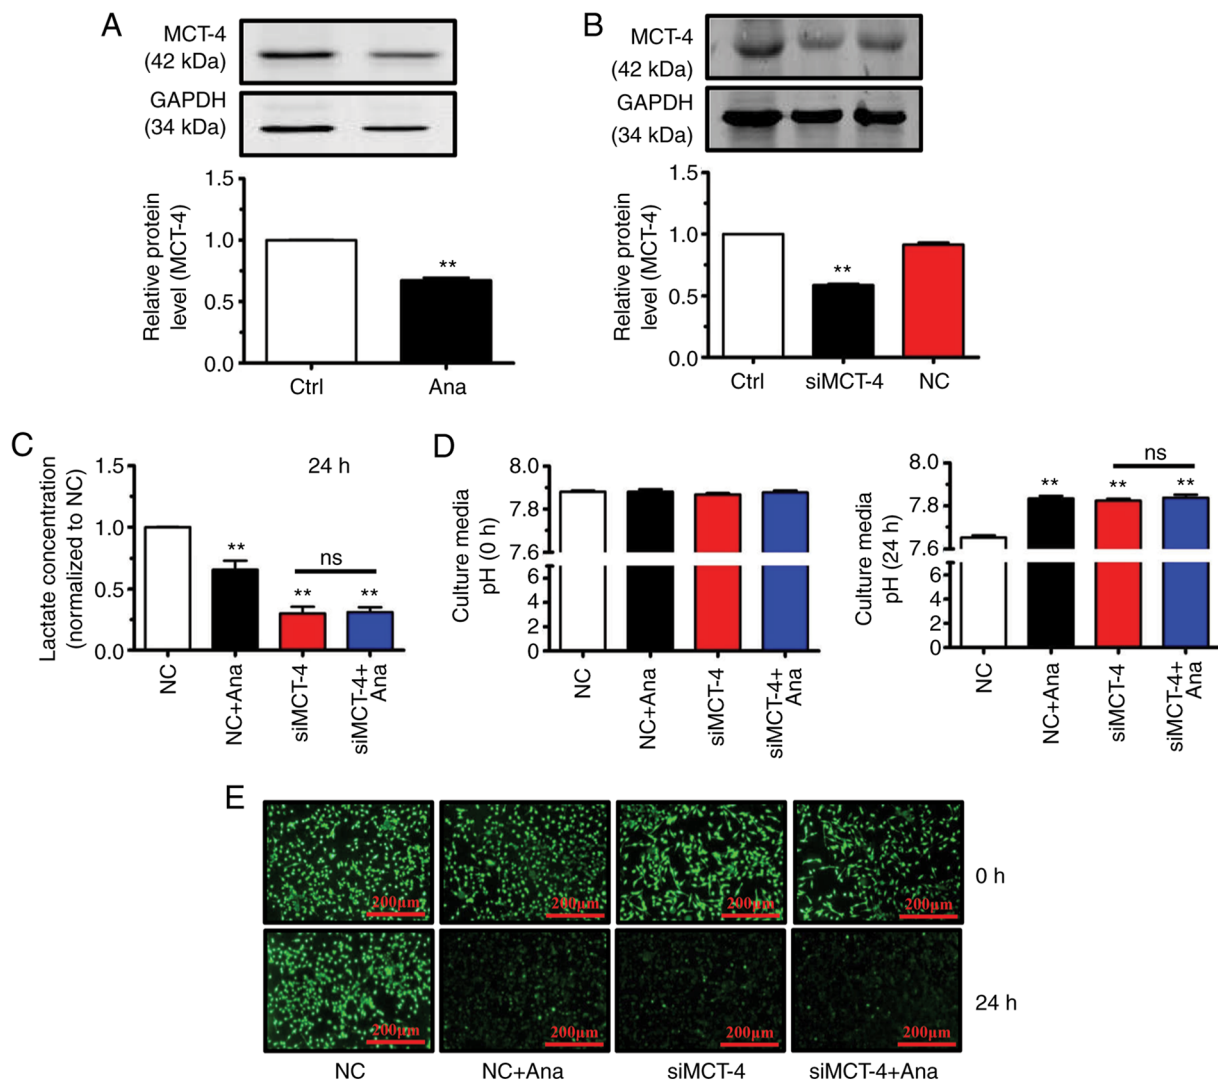 A
MCT-4
(42 kDa)
GAPDH
(34 kDa)
Relative protein
level (MCT-4)
1.5
1.0
0.5
0.0
**
Ctrl
Ana
B
MCT-4
(42 kDa)
GAPDH
(34 kDa)
Relative protein
level (MCT-4)
1.5
1.0
0.5
0.0
**
Ctrl
siMCT-4
NC
C
Lactate concentration
(normalized to NC)
1.5
1.0
0.5
0.0
24 h
**
ns
**
**
NC
NC+Ana
siMCT-4
siMCT-4+
Ana
D
Culture media
pH (0 h)
8.0
7.8
7.6
6
4
2
0
NC
NC+Ana
siMCT-4
siMCT-4+
Ana
Culture media
pH (24 h)
8.0
7.8
7.6
6
4
2
0
ns
**
**
**
NC
NC+Ana
siMCT-4
siMCT-4+
Ana
E
200µm
200µm
200µm
200µm
0 h
200µm
200µm
200µm
200µm
24 h
NC
NC+Ana
siMCT-4
siMCT-4+Ana